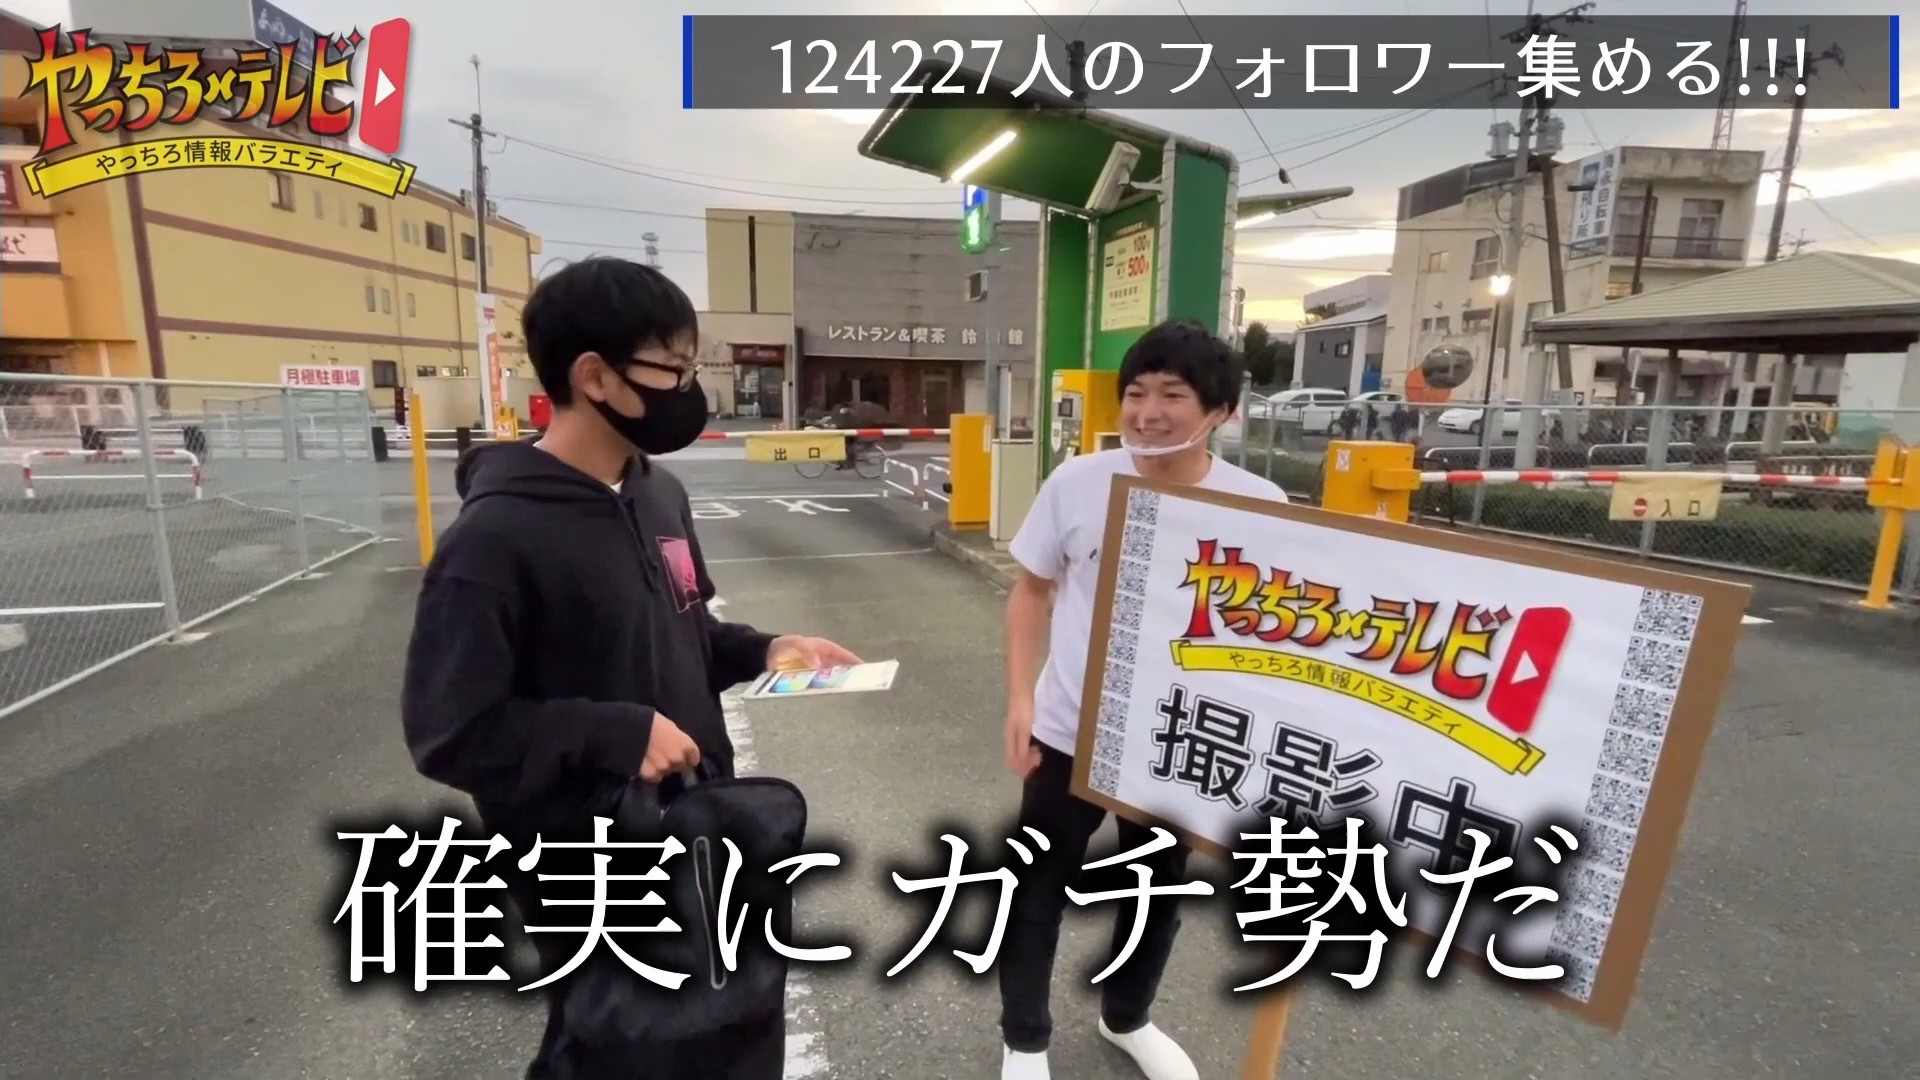 やっちろ×テレビ
やっちろ情報バラエティ
124227人のフォロワー集める!!!
月極駐車場
レストラン&喫茶
出口
入口
100
500
やっちろ×テレビ
やっちろ情報バラエティ
撮影中
確実にガチ勢だ